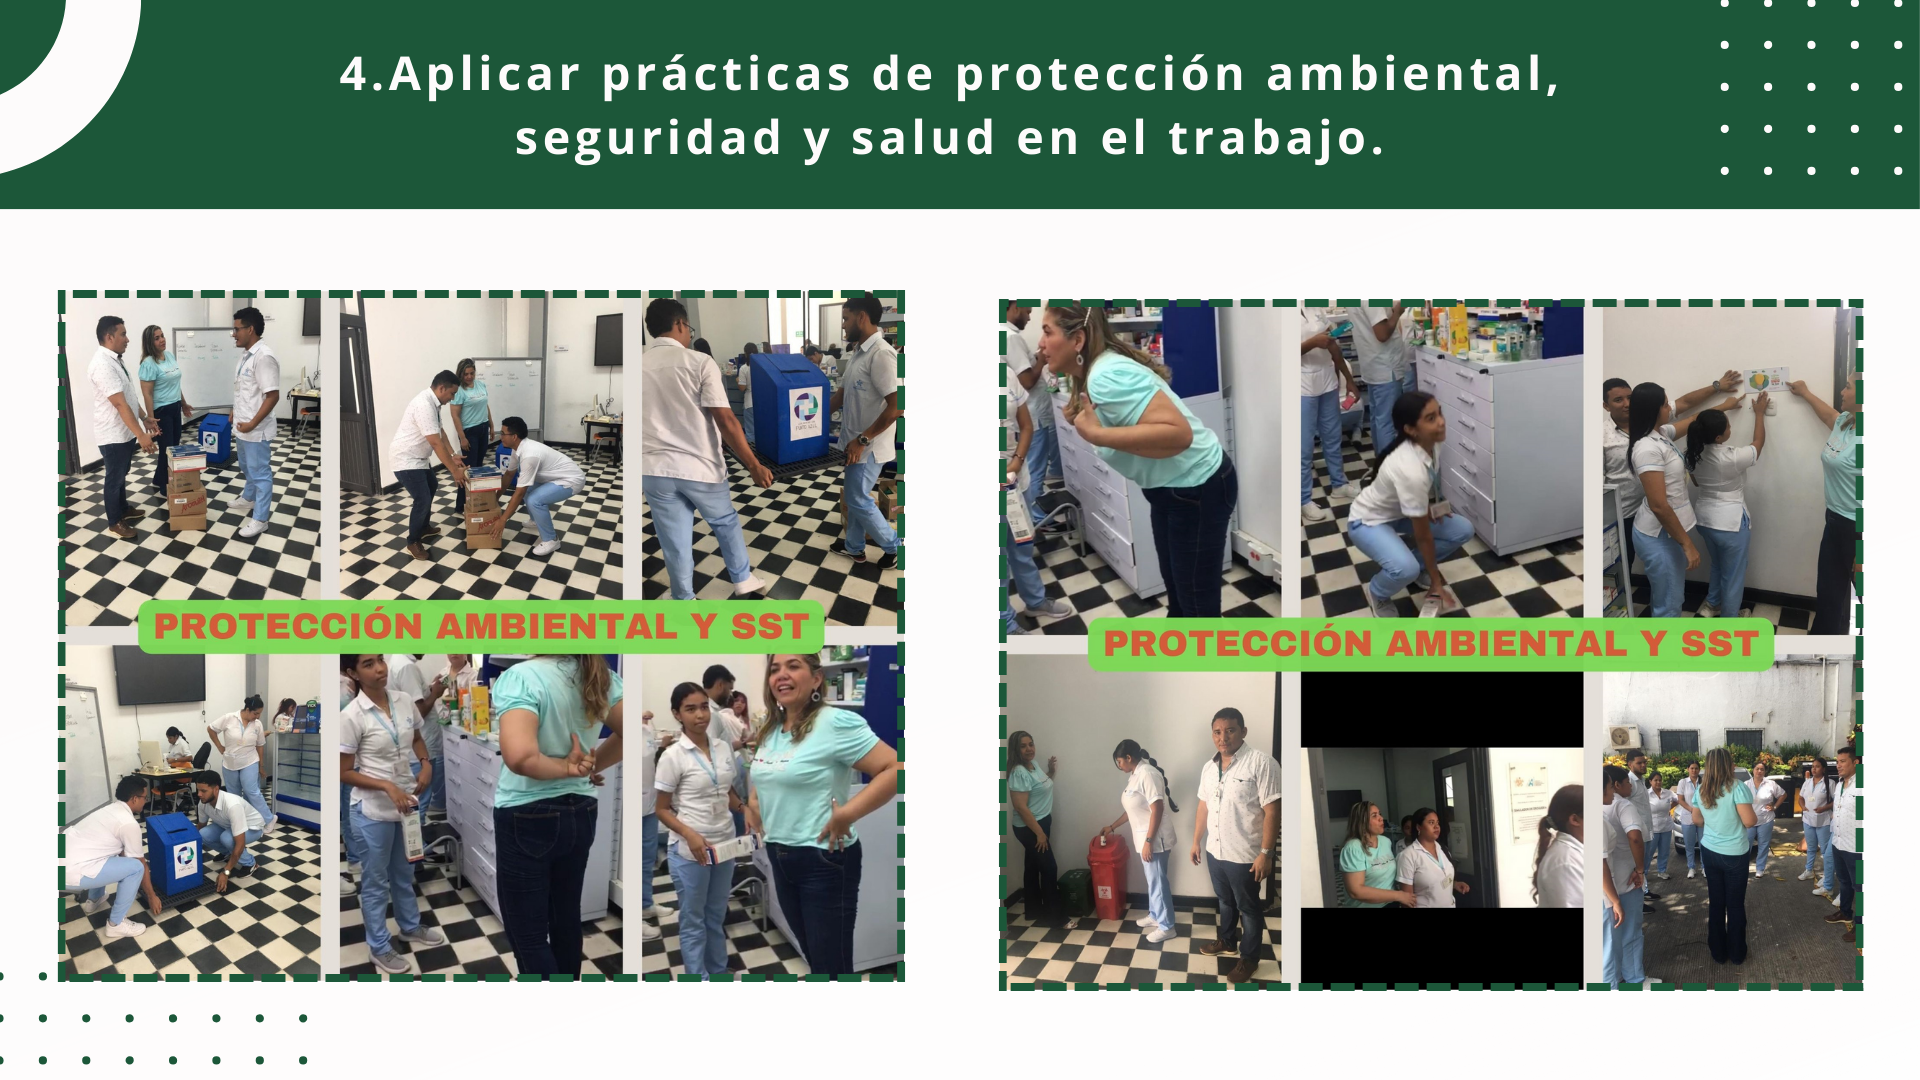 4.Aplicar prácticas de protección ambiental,
seguridad y salud en el trabajo.
PROTECCIÓN AMBIENTAL Y SST
PROTECCIÓN AMBIENTAL Y SST